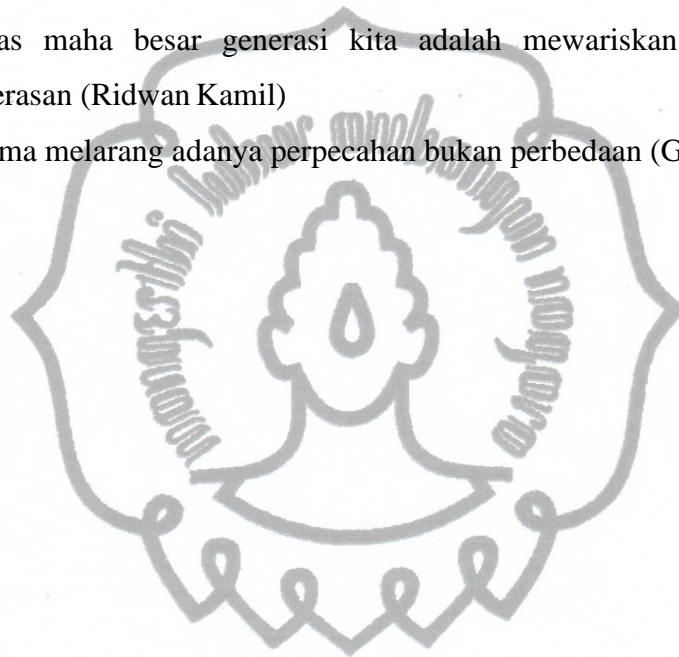 as maha besar generasi kita adalah mewariskan
erasan (Ridwan Kamil)
ma melarang adanya perpecahan bukan perbedaan (G